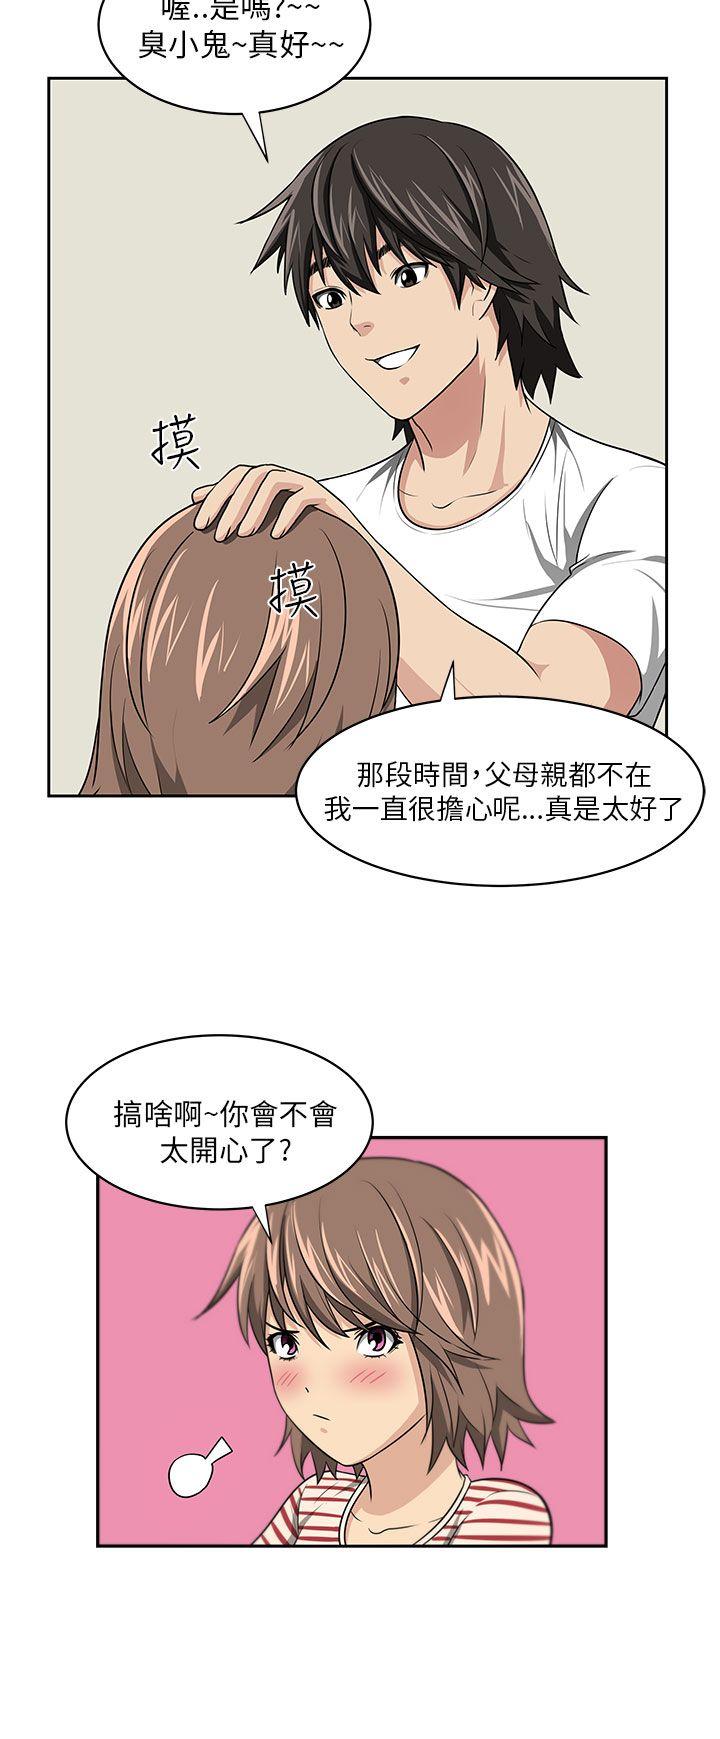 喔..是嗎?~~
臭小鬼~真好~~
摸
摸
那段時間,父母親都不在
我一直很擔心呢...真是太好了
搞啥啊~你會不會
太開心了?